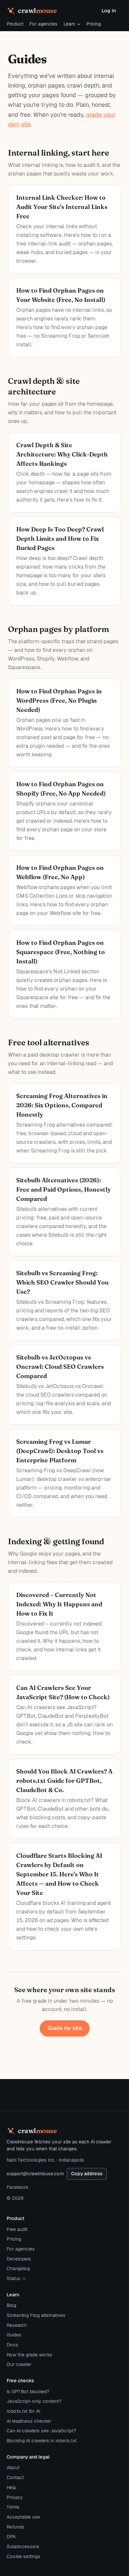 crawlmouse
Log in
Product
For agencies
Learn
Pricing
Guides
Everything we've written about internal
linking, orphan pages, crawl depth, and
getting your pages found — grouped by
what you're trying to do. Plain, honest,
and free. When you're ready, grade your
own site.
Internal linking, start here
What internal linking is, how to audit it, and the
orphan pages that quietly waste your work.
Internal Link Checker: How to
Audit Your Site's Internal Links
Free
Check your internal links without
installing software. Here's how to run a
free internal-link audit — orphan pages,
weak hubs, and buried pages — in your
browser.
How to Find Orphan Pages on
Your Website (Free, No Install)
Orphan pages have no internal links, so
search engines rarely crawl them.
Here's how to find every orphan page
for free — no Screaming Frog or Semrush
install.
Crawl depth & site
architecture
How far your pages sit from the homepage,
why it matters, and how to pull the important
ones up.
Crawl Depth & Site
Architecture: Why Click-Depth
Affects Rankings
Click depth — how far a page sits from
your homepage — shapes how often
search engines crawl it and how much
authority it gets. Here's how to fix it.
How Deep Is Too Deep? Crawl
Depth Limits and How to Fix
Buried Pages
How deep is too deep? Crawl depth
explained, how many clicks from the
homepage is too many for your site's
size, and how to pull buried pages
back up.
Orphan pages by platform
The platform-specific traps that strand pages
— and how to find every orphan on
WordPress, Shopify, Webflow, and
Squarespace.
How to Find Orphan Pages in
WordPress (Free, No Plugin
Needed)
Orphan pages pile up fast in
WordPress. Here's how to find every
orphaned post and page for free — no
extra plugin needed — and fix the ones
worth keeping.
How to Find Orphan Pages on
Shopify (Free, No App Needed)
Shopify orphans collections and
product URLs by default, so they rarely
get crawled or indexed. Here's how to
find every orphan page on your store
for free.
How to Find Orphan Pages on
Webflow (Free, No App)
Webflow orphans every page you limit
CMS Collection Lists or skip navigation
links for. Here's how to find every
orphan page on your Webflow site for free.
How to Find Orphan Pages on
Squarespace (Free, Nothing to
Install)
Squarespace's Not Linked section
quietly creates orphan pages. Here is
how to find every orphan page on your
Squarespace site for free — and fix the
ones that matter.
Free tool alternatives
When a paid desktop crawler is more than
you need for an internal-linking read — and
what to use instead.
Screaming Frog Alternatives in
2026: Six Options, Compared
Honestly
Screaming Frog alternatives compared:
free, browser-based, cloud and open-
source crawlers, with prices, limits, and
when Screaming Frog is still the pick.
Sitebulb Alternatives (2026):
Free and Paid Options, Honestly
Compared
Sitebulb alternatives with current
pricing: free, paid and open-source
crawlers compared honestly, and the
cases where Sitebulb is still the right
choice.
Sitebulb vs Screaming Frog:
Which SEO Crawler Should You
Use?
Sitebulb vs Screaming Frog: features,
pricing and reports of the two big SEO
crawlers compared, which one fits your
work, and a free no-install option.
Sitebulb vs JetOctopus vs
Oncrawl: Cloud SEO Crawlers
Compared
Sitebulb vs JetOctopus vs Oncrawl: the
cloud SEO crawlers compared on
pricing, log-file analysis and scale, and
which one fits your site.
Screaming Frog vs Lumar
(DeepCrawl): Desktop Tool vs
Enterprise Platform
Screaming Frog vs DeepCrawl (now
Lumar): desktop crawler vs enterprise
platform — pricing, monitoring and
CI/CD compared, and when you need
neither.
Indexing & getting found
Why Google skips your pages, and the
internal-linking fixes that get them crawled
and indexed.
Discovered – Currently Not
Indexed: Why It Happens and
How to Fix It
Discovered – currently not indexed:
Google found the URL but has not
crawled it. Why it happens, how to
check, and how internal links get it
crawled.
Can AI Crawlers See Your
JavaScript Site? (How to Check)
Can AI crawlers see JavaScript?
GPTBot, ClaudeBot and PerplexityBot
don't execute it, so a JS site can rank on
Google yet show them nothing. How to
check.
Should You Block AI Crawlers? A
robots.txt Guide for GPTBot,
ClaudeBot & Co.
Block AI crawlers in robots.txt? What
GPTBot, ClaudeBot and other bots do,
what blocking costs, and a copy-paste
rules for each choice.
Cloudflare Starts Blocking AI
Crawlers by Default on
September 15. Here's Who It
Affects — and How to Check
Your Site
Cloudflare blocks AI training and agent
crawlers by default from September
15, 2026 on ad pages. Who is affected
and how to check your own site's
settings.
See where your own site stands
A free grade in under two minutes — no
account, no install.
Grade my site
crawlmouse
Crawlmouse fetches your site as each AI crawler
and tells you when that changes.
Nalu Technologies Inc. · Indianapolis
support@crawlmouse.com
Copy address
Facebook
© 2026
Product
Free audit
Pricing
For agencies
Developers
Changelog
Status
Learn
Blog
Screaming Frog alternatives
Research
Guides
Docs
How the grade works
Our crawler
Free checks
Is GPTBot blocked?
JavaScript-only content?
robots.txt for AI
AI readiness checker
Can AI crawlers see JavaScript?
Blocking AI crawlers in robots.txt
Company and legal
About
Contact
Help
Privacy
Terms
Acceptable use
Refunds
DPA
Subprocessors
Cookie settings